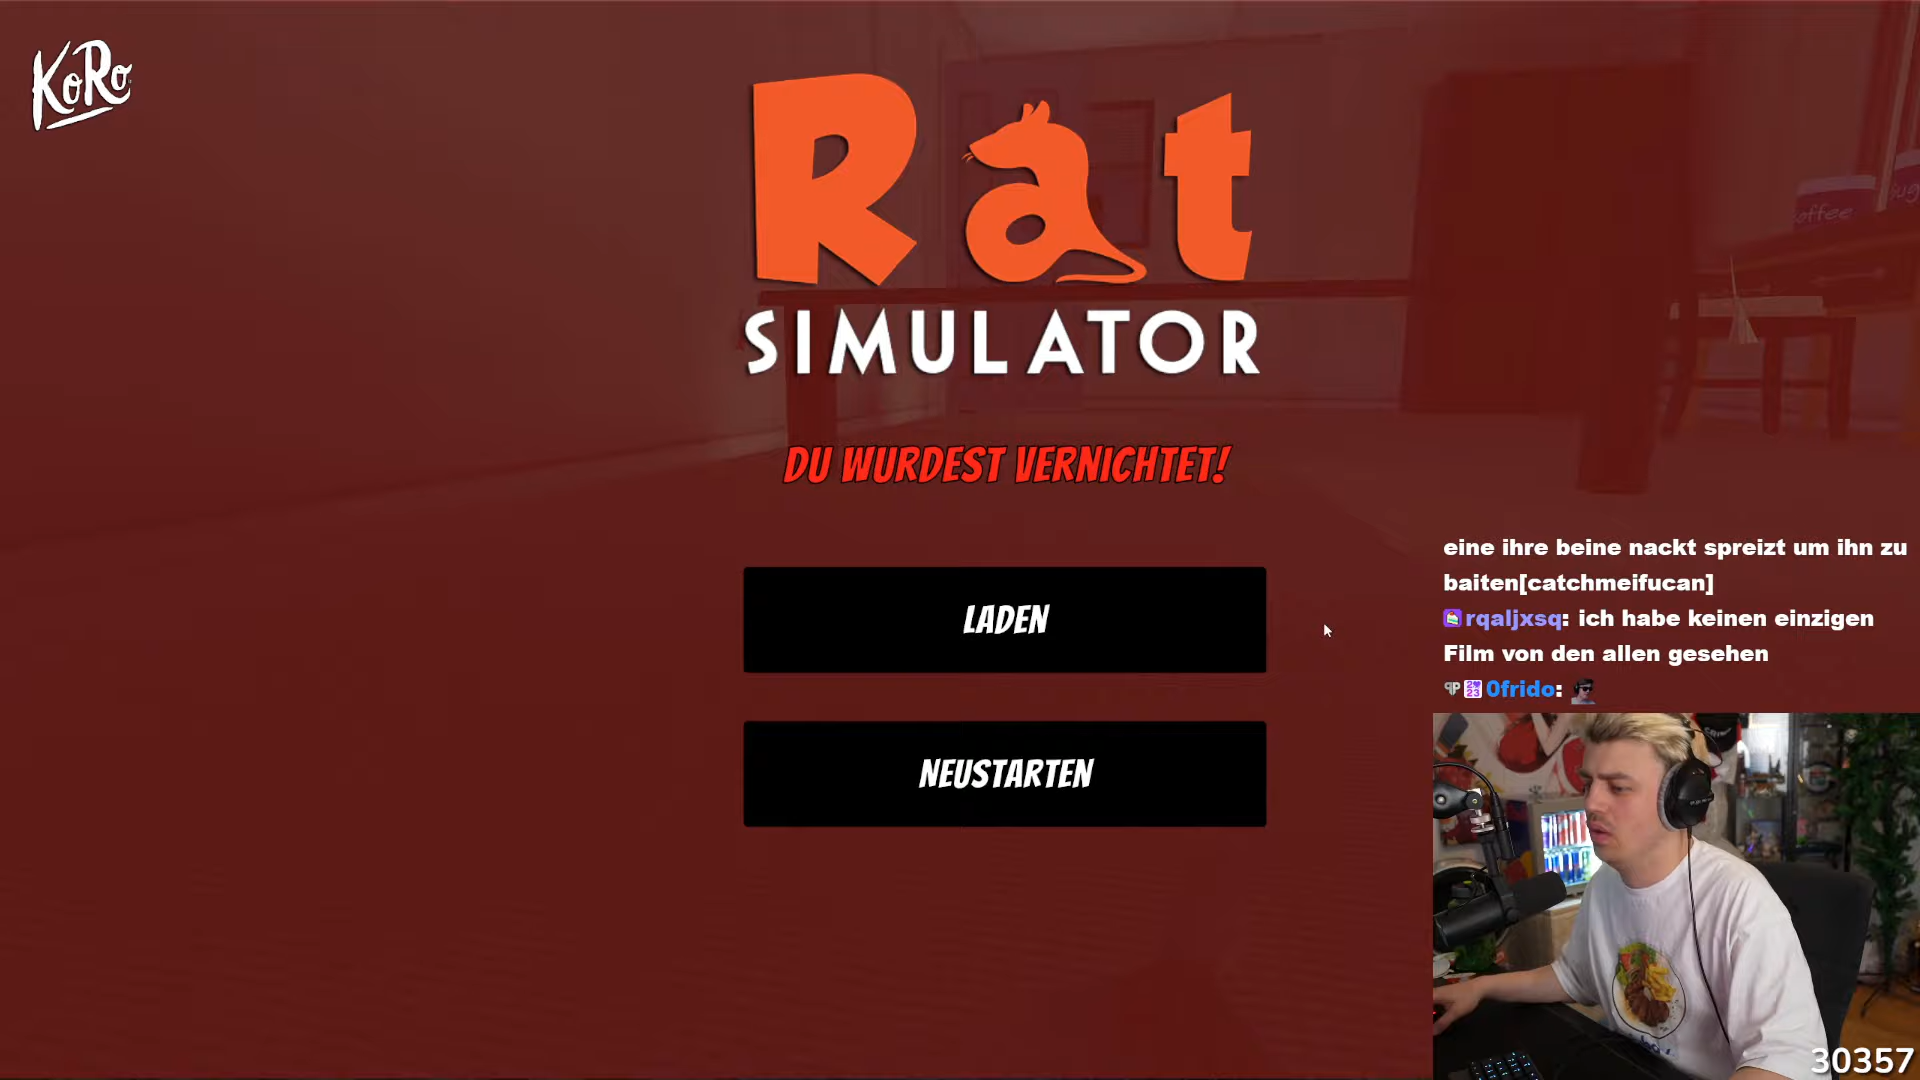 KoRo
Rat
SIMULATOR
DU WURDEST VERNICHTET!
LADEN
NEUSTARTEN
offee
eine ihre beine nackt spreizt um ihn zu
baiten[catchmeifucan]
rqaljxsq: ich habe keinen einzigen
Film von den allen gesehen
0frido:
30357